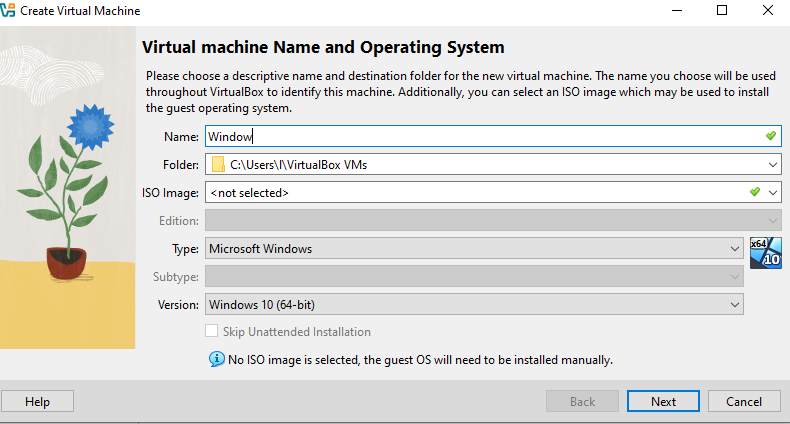 Create Virtual Machine
Virtual machine Name and Operating System
Please choose a descriptive name and destination folder for the new virtual machine. The name you choose will be used
throughout VirtualBox to identify this machine. Additionally, you can select an ISO image which may be used to install
the guest operating system.
Name: Window
Folder: C:\Users\I\VirtualBox VMs
ISO Image: <not selected>
Edition:
Type: Microsoft Windows x64
Subtype: 10
Version: Windows 10 (64-bit)
Skip Unattended Installation
No ISO image is selected, the guest OS will need to be installed manually.
Help Back Next Cancel